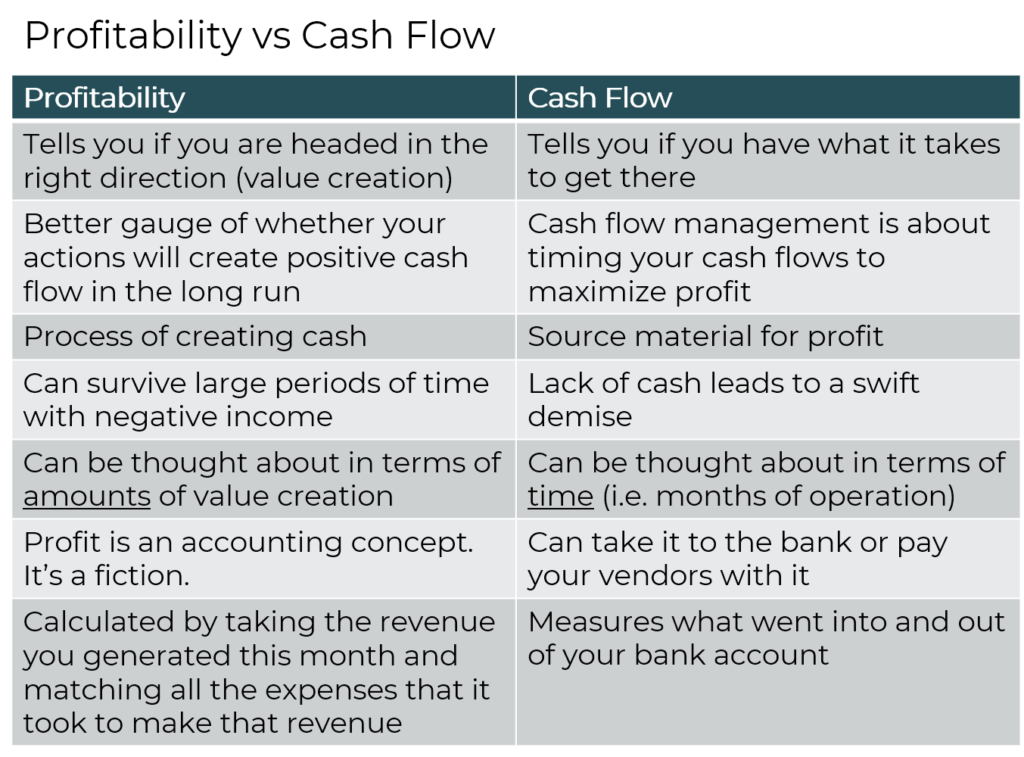 Profitability vs Cash Flow
Profitability
Cash Flow
Tells you if you are headed in the
right direction (value creation)
Tells you if you have what it takes
to get there
Better gauge of whether your
actions will create positive cash
flow in the long run
Cash flow management is about
timing your cash flows to
maximize profit
Process of creating cash
Source material for profit
Can survive large periods of time
with negative income
Lack of cash leads to a swift
demise
Can be thought about in terms of
amounts of value creation
Can be thought about in terms of
time (i.e. months of operation)
Profit is an accounting concept.
It's a fiction.
Can take it to the bank or pay
your vendors with it
Calculated by taking the revenue
you generated this month and
matching all the expenses that it
took to make that revenue
Measures what went into and out
of your bank account